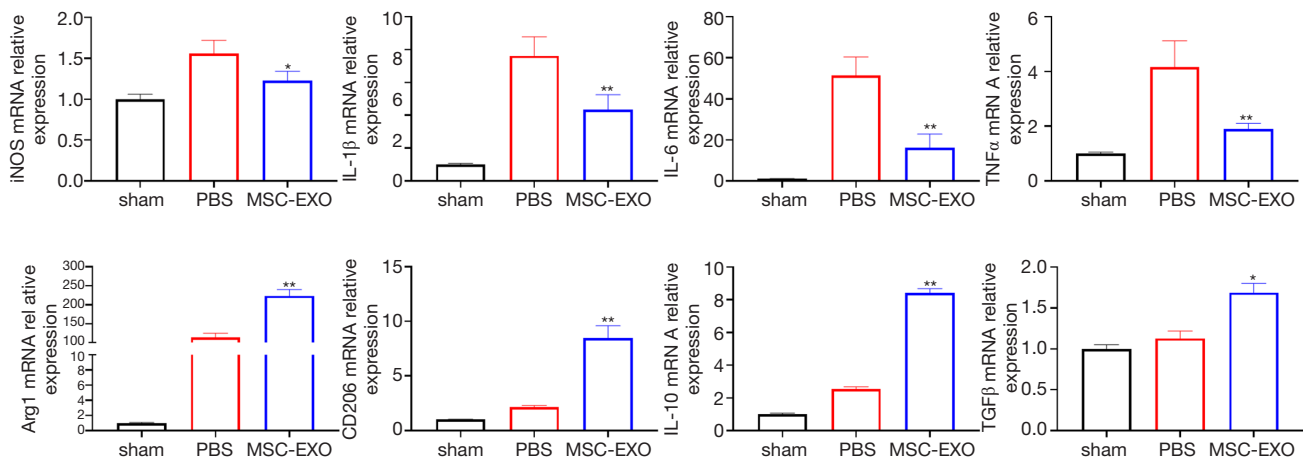 iNOS mRNA relative
expression
2.0
1.5
1.0
0.5
0.0
*
sham PBS MSC-EXO
IL-1β mRNA relative
expression
10
8
6
4
2
0
**
sham PBS MSC-EXO
IL-6 mRNA relative
expression
80
60
40
20
0
**
sham PBS MSC-EXO
TNFα mRN A relative
expression
6
4
2
0
**
sham PBS MSC-EXO
Arg1 mRNA rel ative
expression
300
250
200
150
100
10
8
6
4
2
0
**
sham PBS MSC-EXO
CD206 mRNA relative
expression
15
10
5
0
**
sham PBS MSC-EXO
IL-10 mRN A relative
expression
10
8
6
4
2
0
**
sham PBS MSC-EXO
TGFβ mRNA relative
expression
2.0
1.5
1.0
0.5
0.0
*
sham PBS MSC-EXO